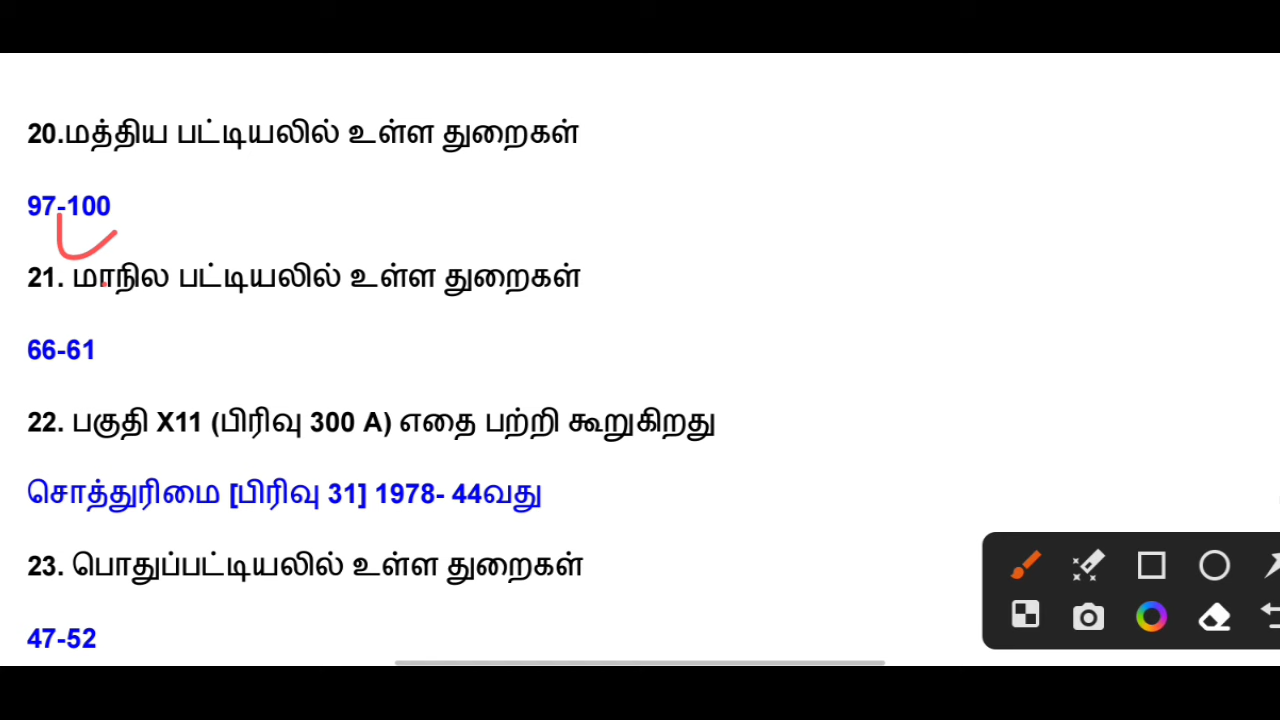 20.மத்திய பட்டியலில் உள்ள துறைகள்
97-100
21. மாநில பட்டியலில் உள்ள துறைகள்
66-61
22. பகுதி X11 (பிரிவு 300 A) எதை பற்றி கூறுகிறது
சொத்துரிமை [பிரிவு 31] 1978- 44வது
23. பொதுப்பட்டியலில் உள்ள துறைகள்
47-52